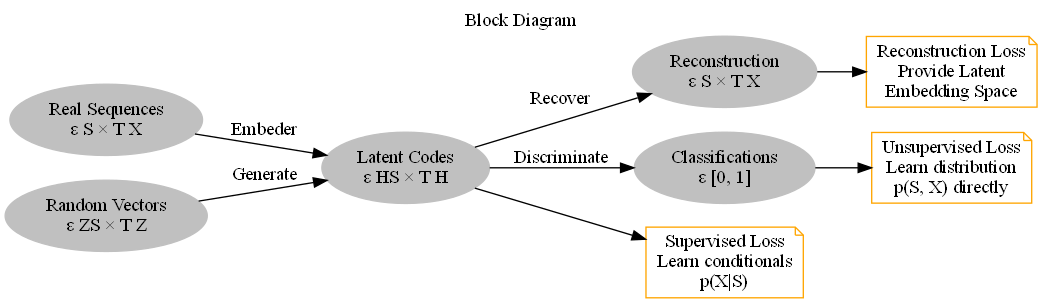 Block Diagram
Real Sequences
ε S × T X
Random Vectors
ε ZS × T Z
Embeder
Generate
Latent Codes
ε HS × T H
Recover
Discriminate
Reconstruction
ε S × T X
Classifications
ε [0, 1]
Reconstruction Loss
Provide Latent
Embedding Space
Unsupervised Loss
Learn distribution
p(S, X) directly
Supervised Loss
Learn conditionals
p(X|S)